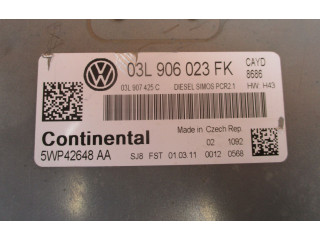 03L 906 023 FK
CAYD
8686
03L 907 425 C DIESEL SIMOS PCR2.1 HW H43
Continental
5WP42648 AA
Made in Czech Rep.
02 . 1092
SJ8 FST 01.03.11 0012 0568